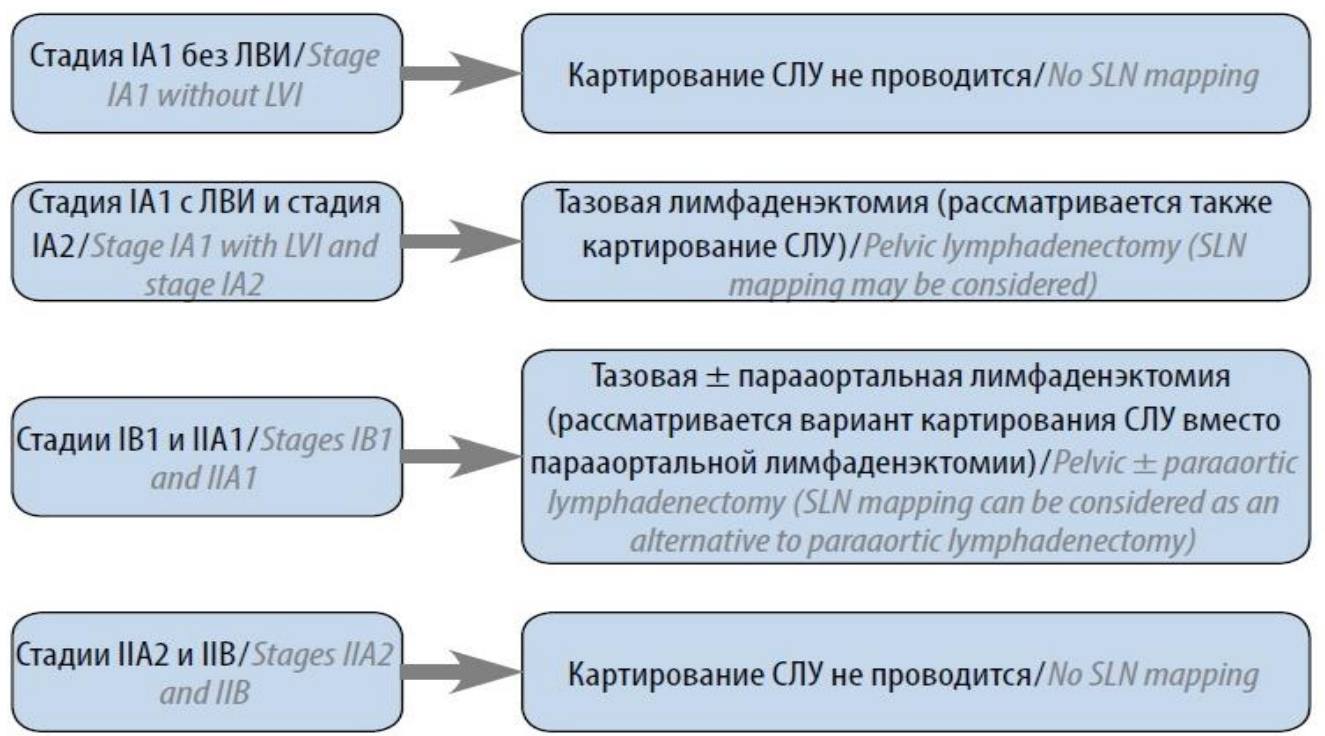 Стадия IA1 без ЛВИ/Stage
IA1 without LVI
Картирование СЛУ не проводится/No SLN mapping
Стадия IA1 с ЛВИ и стадия
IA2/Stage IA1 with LVI and
stage IA2
Тазовая лимфаденэктомия (рассматривается также
картирование СЛУ)/Pelvic lymphadenectomy (SLN
mapping may be considered)
Стадии IB1 и IIA1/Stages IB1
and IIA1
Тазовая ± парааортальная лимфаденэктомия
(рассматривается вариант картирования СЛУ вместо
парааортальной лимфаденэктомии)/Pelvic ± paraaortic
lymphadenectomy (SLN mapping can be considered as an
alternative to paraaortic lymphadenectomy)
Стадии IIA2 и IIB/Stages IIA2
and IIB
Картирование СЛУ не проводится/No SLN mapping